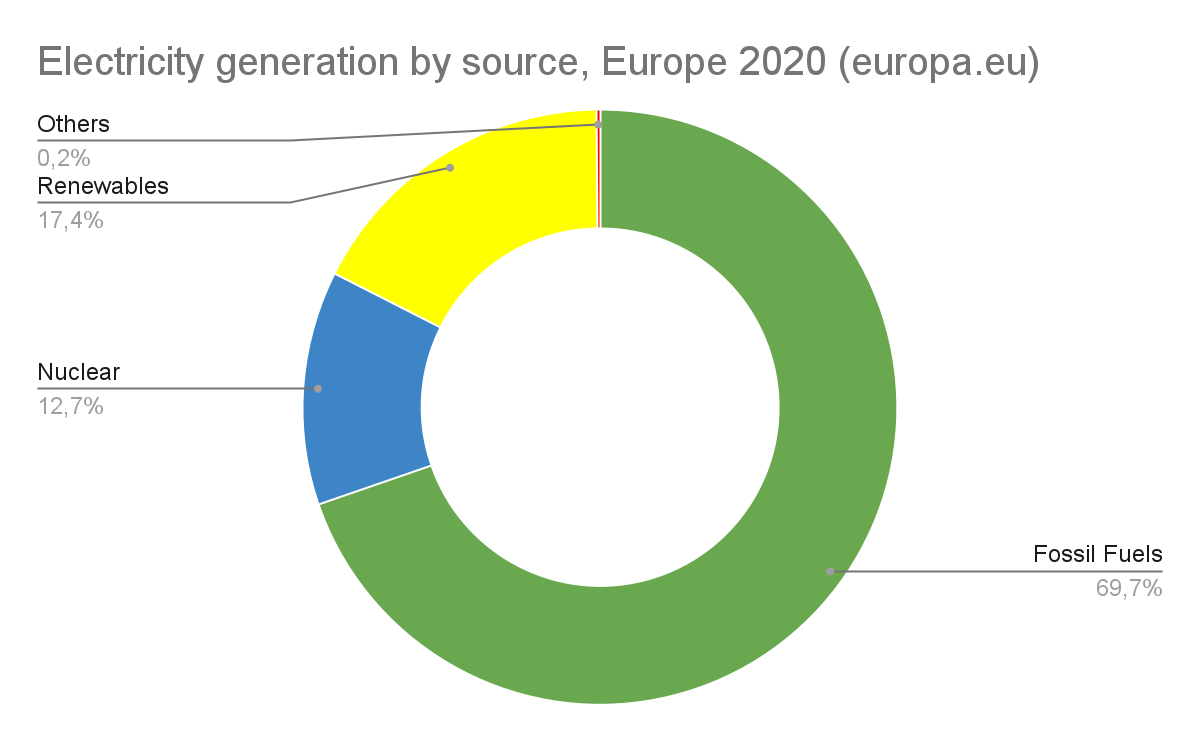 Electricity generation by source, Europe 2020 (europa.eu)
Others
0,2%
Renewables
17,4%
Nuclear
12,7%
Fossil Fuels
69,7%